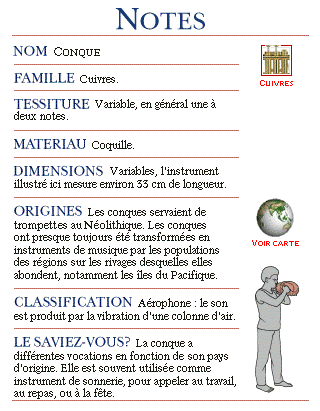 NOTES
NOM CONQUE
FAMILLE Cuivres.
CUIVRES
TESSITURE Variable, en général une à
deux notes.
MATERIAU Coquille.
DIMENSIONS Variables, l'instrument
illustré ici mesure environ 33 cm de longueur.
ORIGINES Les conques servaient de
trompettes au Néolithique. Les conques
ont presque toujours été transformées en
instruments de musique par les populations
des régions sur les rivages desquelles elles
abondent, notamment les îles du Pacifique.
VOIR CARTE
CLASSIFICATION Aérophone : le son
est produit par la vibration d'une colonne d'air.
LE SAVIEZ-VOUS? La conque a
différentes vocations en fonction de son pays
d'origine. Elle est souvent utilisée comme
instrument de sonnerie, pour appeler au travail,
au repas, ou à la fête.